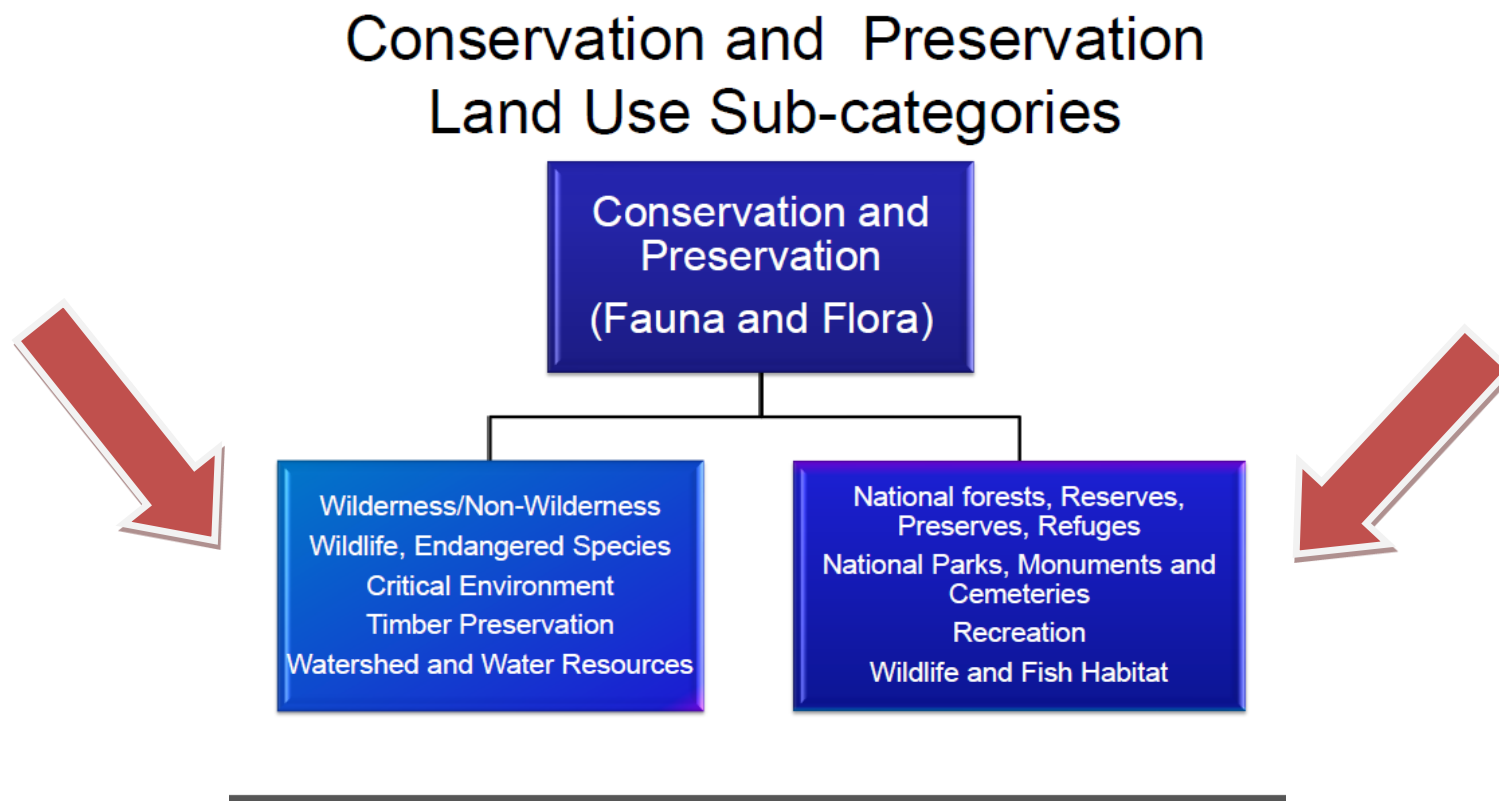 Conservation and Preservation
Land Use Sub-categories
Conservation and
Preservation
(Fauna and Flora)
Wilderness/Non-Wilderness
Wildlife, Endangered Species
Critical Environment
Timber Preservation
Watershed and Water Resources
National forests, Reserves,
Preserves, Refuges
National Parks, Monuments and
Cemeteries
Recreation
Wildlife and Fish Habitat